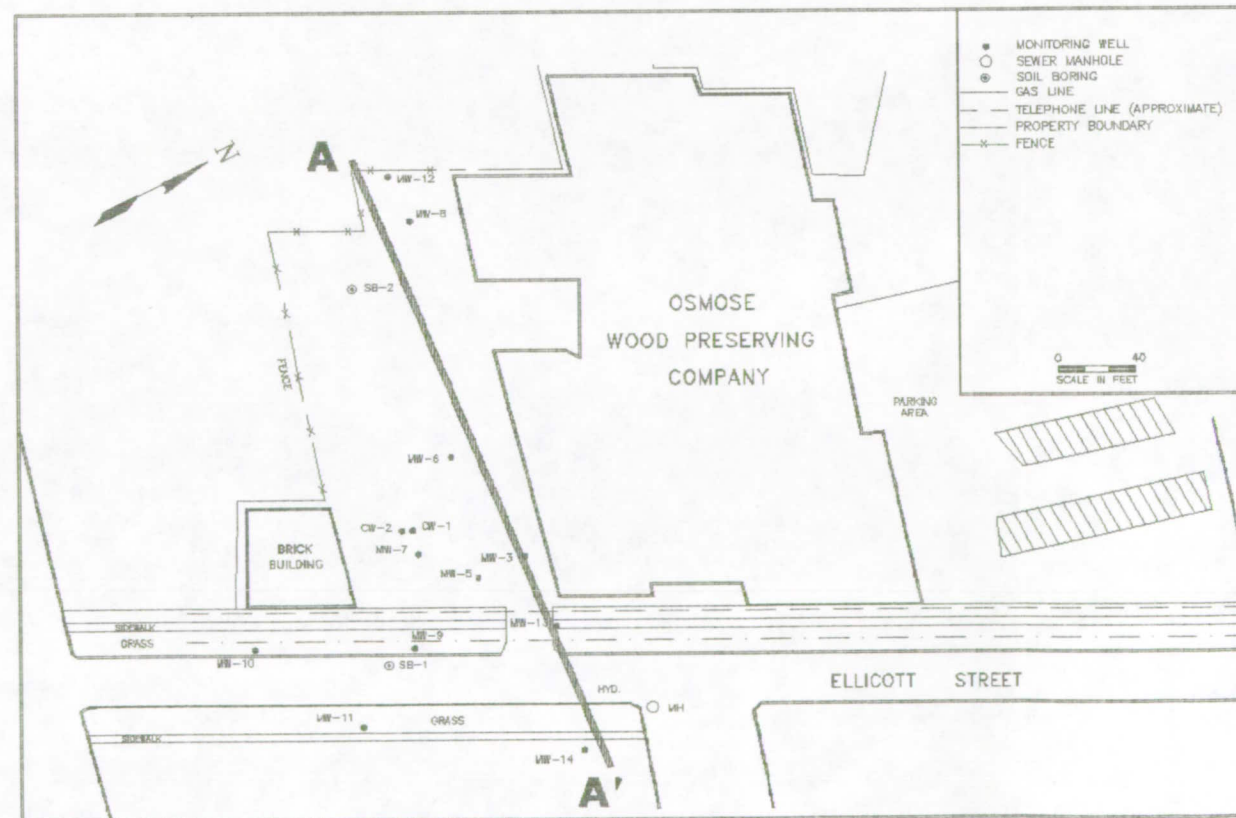 MONITORING WELL
SEWER MANHOLE
SOIL BORING
GAS LINE
TELEPHONE LINE (APPROXIMATE)
PROPERTY BOUNDARY
FENCE
N
A
MW-12
MW-8
SB-2
OSMOSE
WOOD PRESERVING
COMPANY
0 40
SCALE IN FEET
FENCE
PARKING
AREA
MW-6
CW-2
CW-1
MW-7
MW-3
MW-5
BRICK
BUILDING
MW-13
SIDEWALK
GRASS
MW-9
MW-10
SB-1
ELLICOTT STREET
HYD.
MH
MW-11
GRASS
SIDEWALK
MW-14
A'